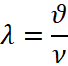 λ = ϑ/ν